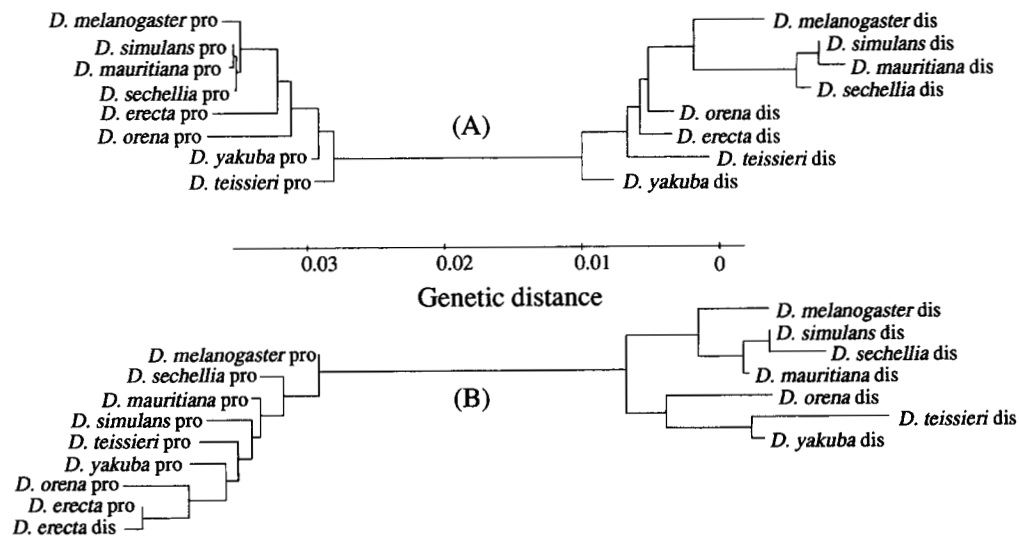 D. melanogaster pro
D. simulans pro
D. mauritiana pro
D. sechellia pro
D. erecta pro
D. orena pro
D. yakuba pro
D. teissieri pro
(A)
D. melanogaster dis
D. simulans dis
D. mauritiana dis
D. sechellia dis
D. orena dis
D. erecta dis
D. teissieri dis
D. yakuba dis
0.03 0.02 0.01 0
Genetic distance
D. melanogaster pro
D. sechellia pro
D. mauritiana pro
D. simulans pro
D. teissieri pro
D. yakuba pro
D. orena pro
D. erecta pro
D. erecta dis
(B)
D. melanogaster dis
D. simulans dis
D. sechellia dis
D. mauritiana dis
D. orena dis
D. teissieri dis
D. yakuba dis